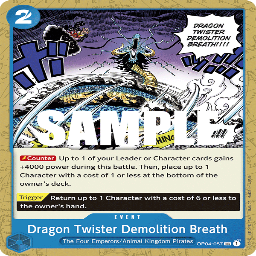 2
DRAGON
TWISTER
DEMOLITION
BREATH!!!!
SAMPLE
Counter Up to 1 of your Leader or Character cards gains
+4000 power during this battle. Then, place up to 1
Character with a cost of 1 or less at the bottom of the
owner's deck.
Trigger Return up to 1 Character with a cost of 6 or less to
the owner's hand.
EVENT
Dragon Twister Demolition Breath
The Four Emperors/Animal Kingdom Pirates